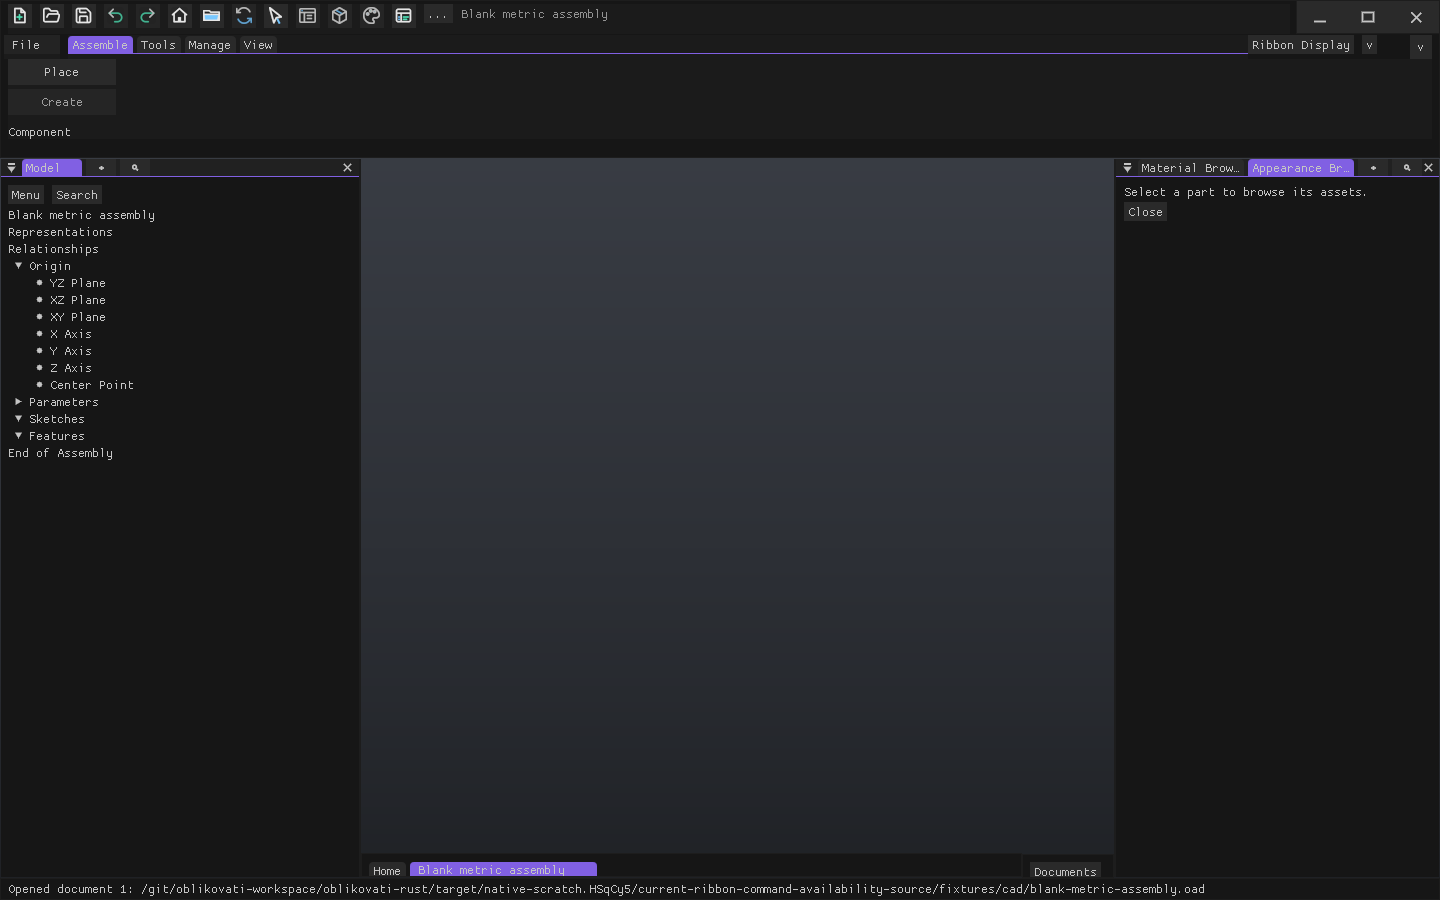 ... Blank metric assembly
File Assemble Tools Manage View Ribbon Display v v
Place
Create
Component
Model
Menu Search
Blank metric assembly
Representations
Relationships
Origin
YZ Plane
XZ Plane
XY Plane
X Axis
Y Axis
Z Axis
Center Point
Parameters
Sketches
Features
End of Assembly
Material Brow… Appearance Br…
Select a part to browse its assets.
Close
Home Blank metric assembly Documents
Opened document 1: /git/oblikovati-workspace/oblikovati-rust/target/native-scratch.HSqCy5/current-ribbon-command-availability-source/fixtures/cad/blank-metric-assembly.oad